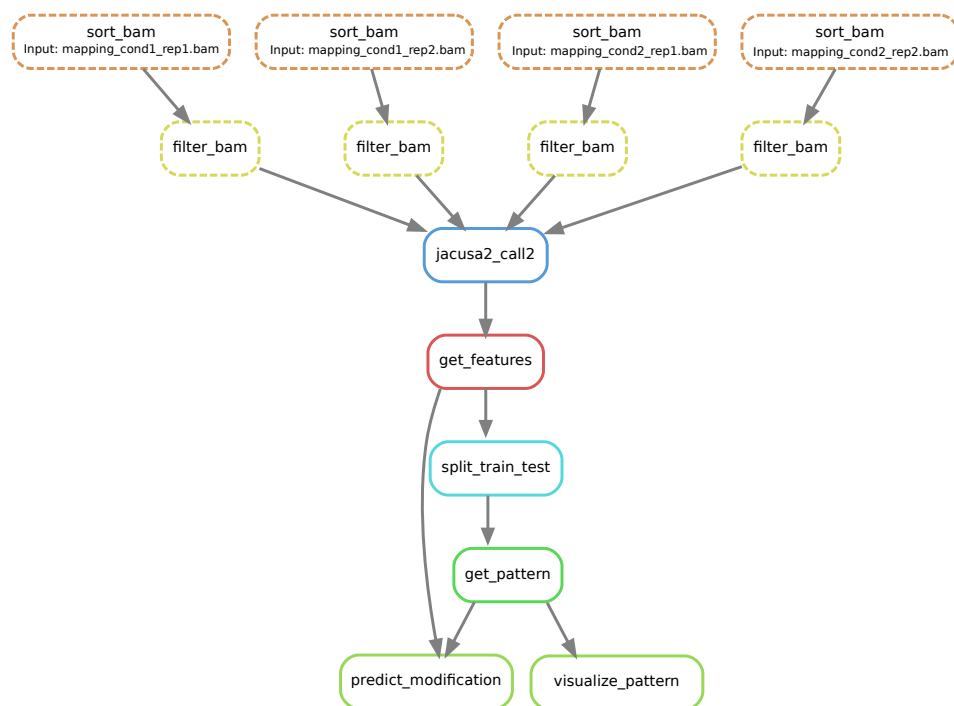 sort_bam
Input: mapping_cond1_rep1.bam
sort_bam
Input: mapping_cond1_rep2.bam
sort_bam
Input: mapping_cond2_rep1.bam
sort_bam
Input: mapping_cond2_rep2.bam
filter_bam
filter_bam
filter_bam
filter_bam
jacusa2_call2
get_features
split_train_test
get_pattern
predict_modification
visualize_pattern